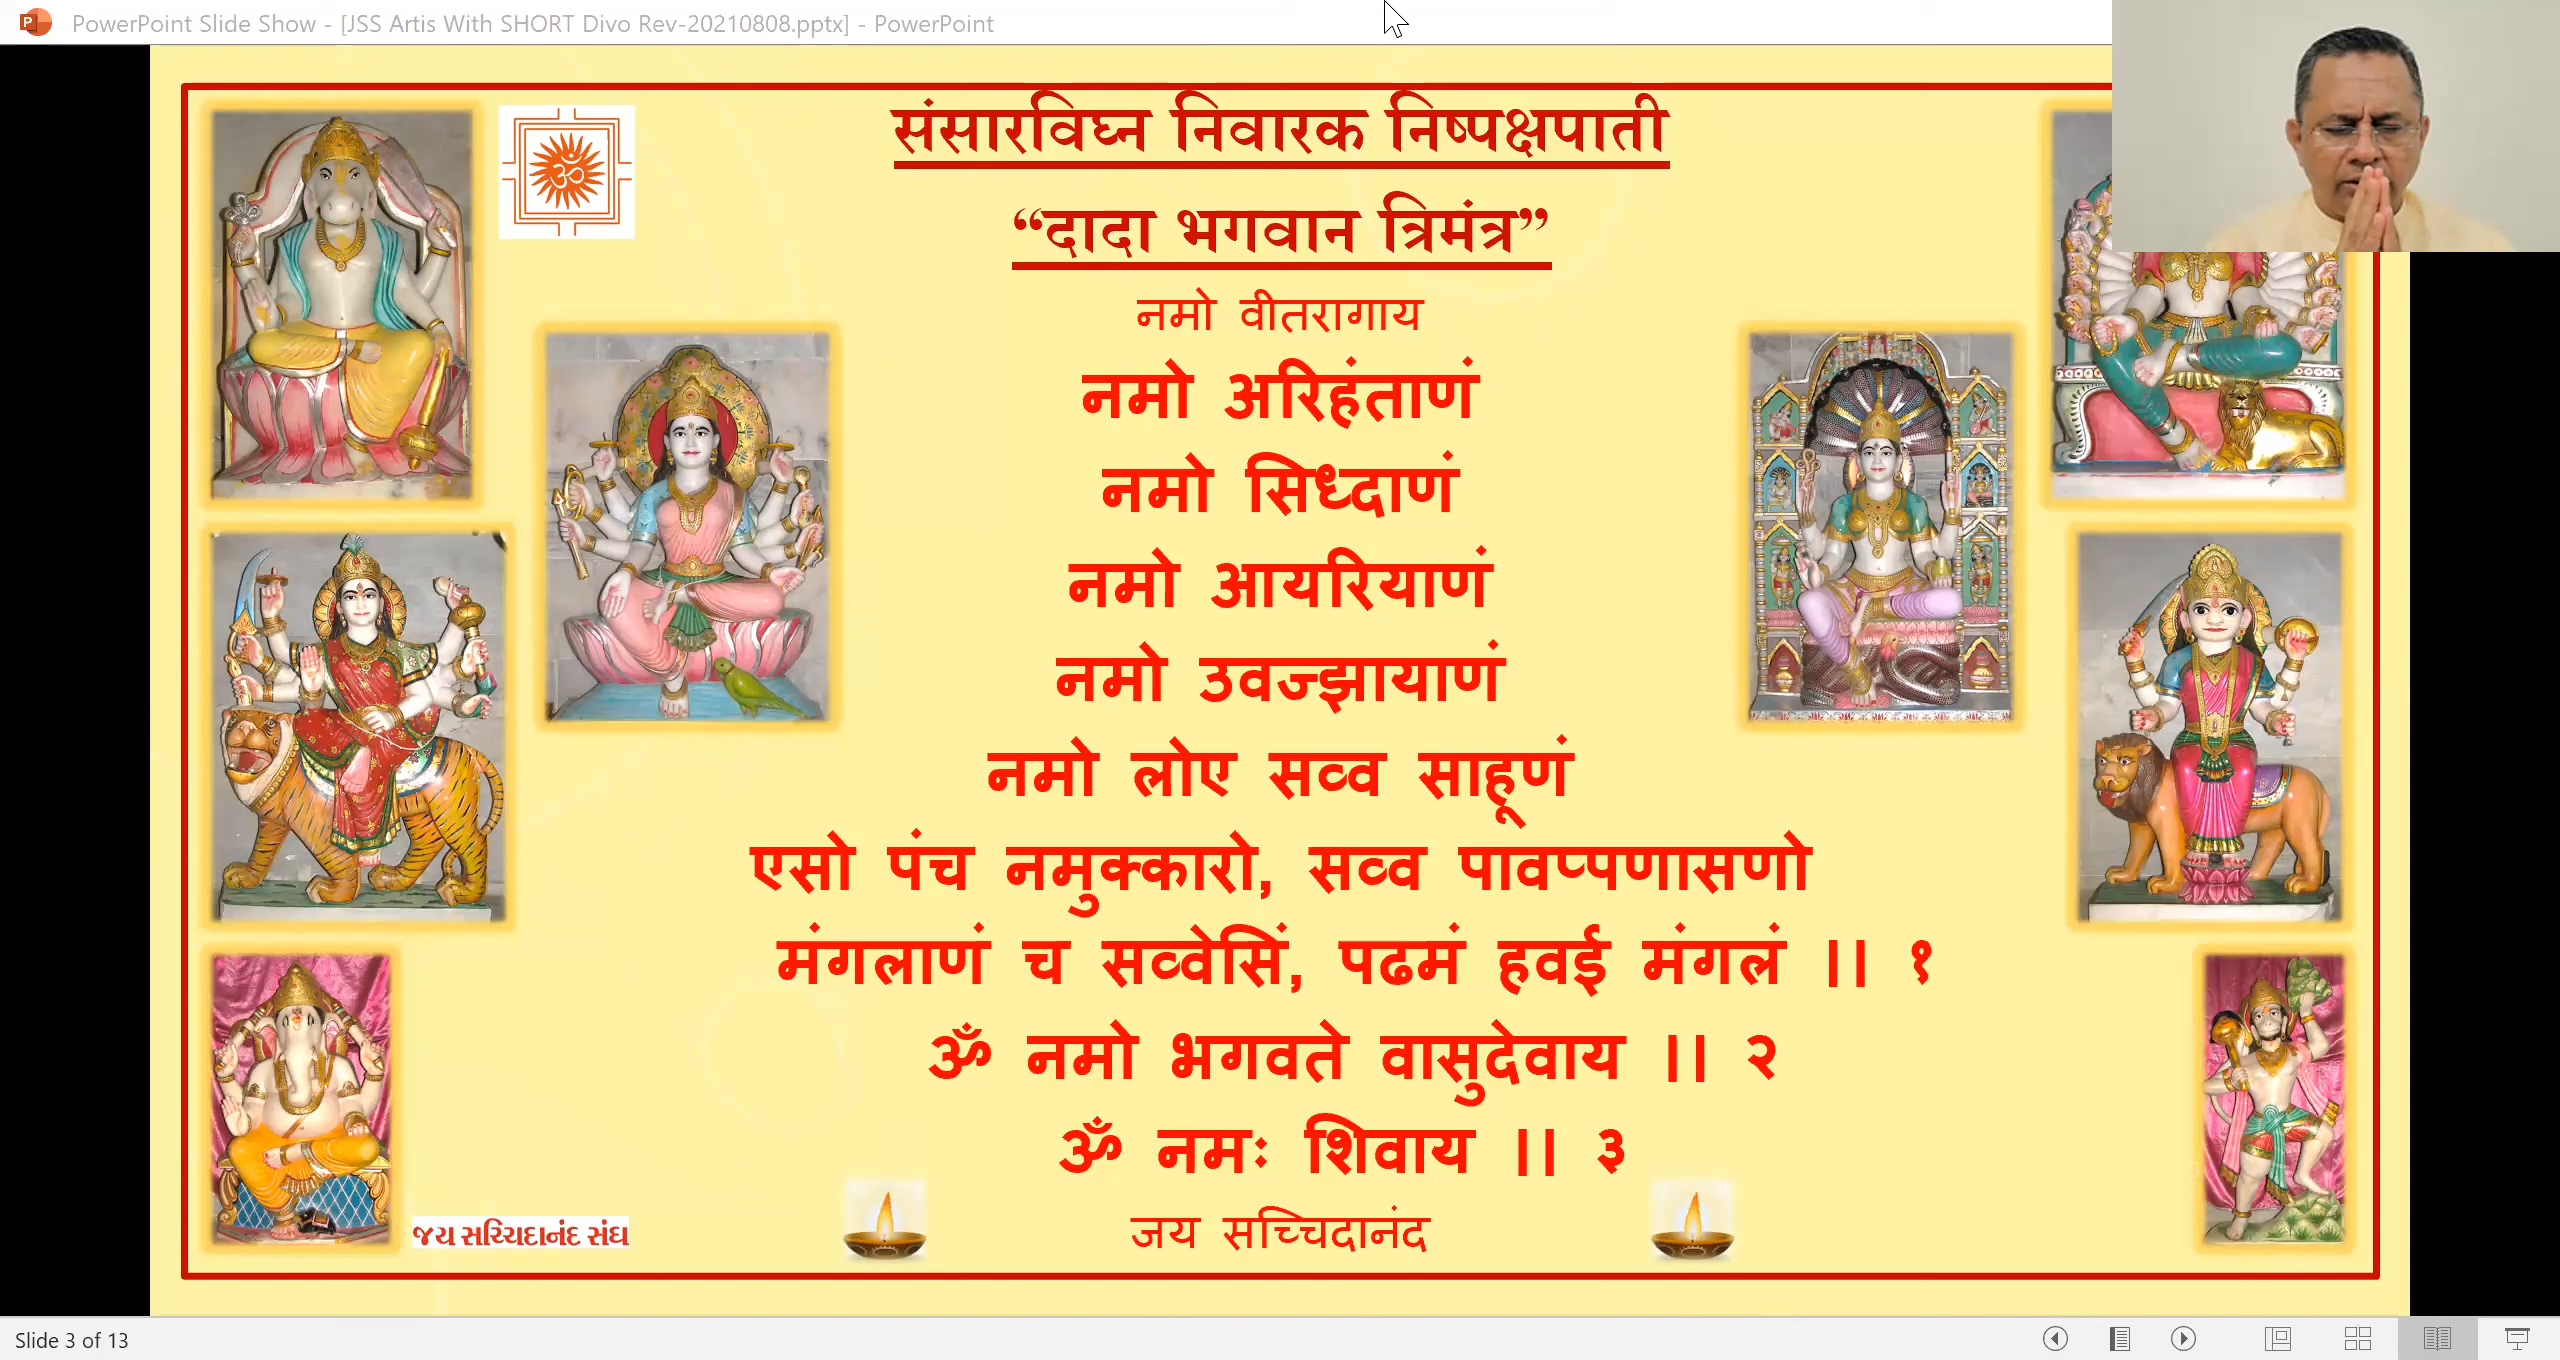 PowerPoint Slide Show - [JSS Artis With SHORT Divo Rev-20210808.pptx] - PowerPoint
संसारविघ्न निवारक निष्पक्षपाती
“दादा भगवान त्रिमंत्र”
नमो वीतरागाय
नमो अरिहंताणं
नमो सिध्दाणं
नमो आयरियाणं
नमो उवज्झायाणं
नमो लोए सव्व साहूणं
एसो पंच नमुक्कारो, सव्व पावप्पणासणो
मंगलाणं च सव्वेसिं, पढमं हवई मंगलं ।। १
ॐ नमो भगवते वासुदेवाय ।। २
ॐ नमः शिवाय ।। ३
जय सच्चिदानंद
જય સચ્ચિદાનંદ સંઘ
Slide 3 of 13